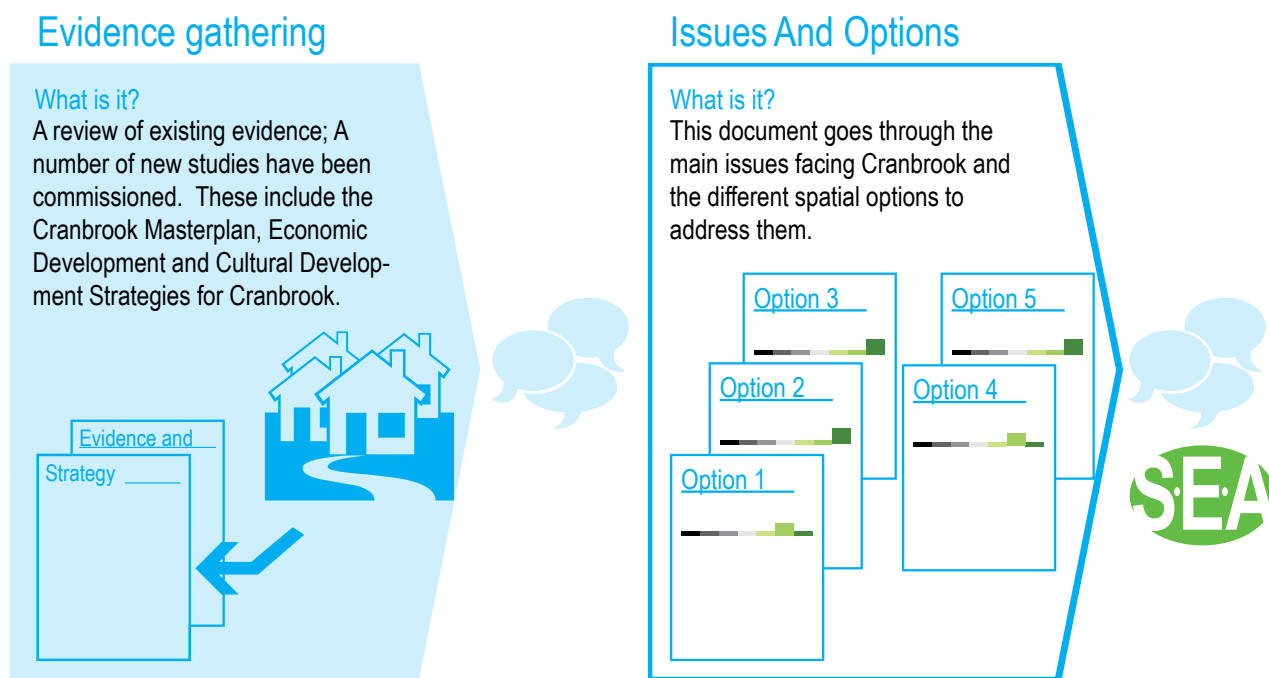 Evidence gathering
What is it?
A review of existing evidence; A
number of new studies have been
commissioned.  These include the
Cranbrook Masterplan, Economic
Development and Cultural Develop-
ment Strategies for Cranbrook.
Evidence and
Strategy
Issues And Options
What is it?
This document goes through the
main issues facing Cranbrook and
the different spatial options to
address them.
Option 3
Option 5
Option 2
Option 4
Option 1
S·E·A